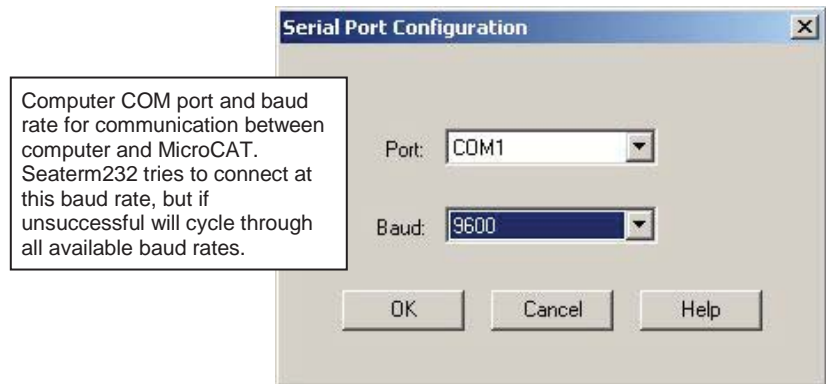 Serial Port Configuration
Computer COM port and baud
rate for communication between
computer and MicroCAT.
Seaterm232 tries to connect at
this baud rate, but if
unsuccessful will cycle through
all available baud rates.
Port: COM1
Baud: 9600
OK Cancel Help